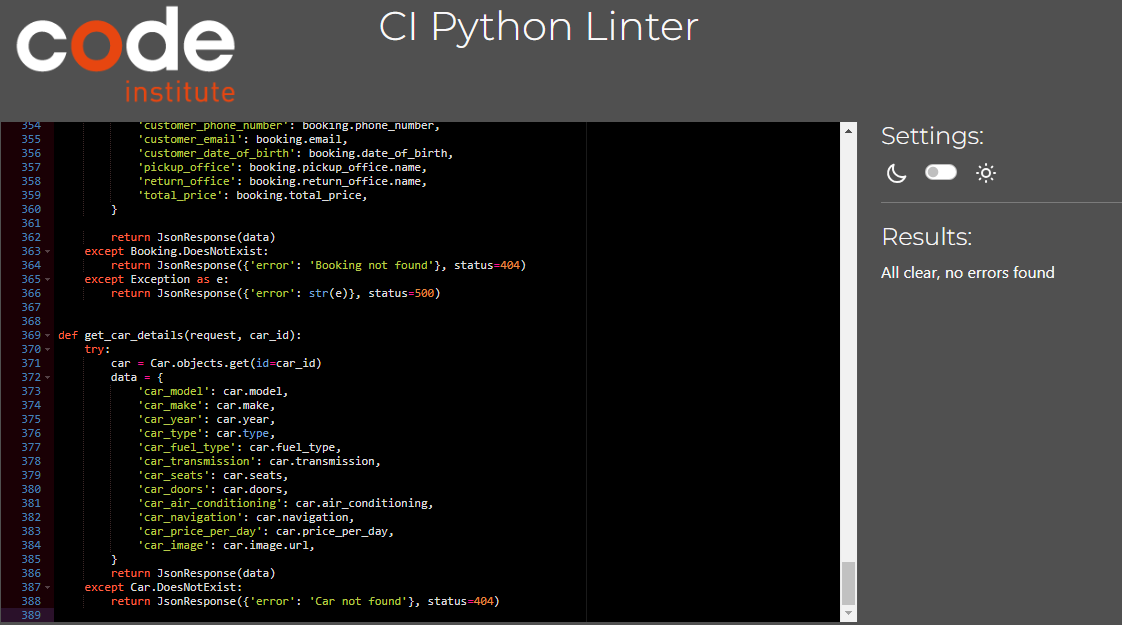 code
institute
CI Python Linter
354 'customer_phone_number': booking.phone_number,
355 'customer_email': booking.email,
356 'customer_date_of_birth': booking.date_of_birth,
357 'pickup_office': booking.pickup_office.name,
358 'return_office': booking.return_office.name,
359 'total_price': booking.total_price,
360 }
361
362 return JsonResponse(data)
363 except Booking.DoesNotExist:
364 return JsonResponse({'error': 'Booking not found'}, status=404)
365 except Exception as e:
366 return JsonResponse({'error': str(e)}, status=500)
367
368
369 def get_car_details(request, car_id):
370 try:
371 car = Car.objects.get(id=car_id)
372 data = {
373 'car_model': car.model,
374 'car_make': car.make,
375 'car_year': car.year,
376 'car_type': car.type,
377 'car_fuel_type': car.fuel_type,
378 'car_transmission': car.transmission,
379 'car_seats': car.seats,
380 'car_doors': car.doors,
381 'car_air_conditioning': car.air_conditioning,
382 'car_navigation': car.navigation,
383 'car_price_per_day': car.price_per_day,
384 'car_image': car.image.url,
385 }
386 return JsonResponse(data)
387 except Car.DoesNotExist:
388 return JsonResponse({'error': 'Car not found'}, status=404)
389
Settings:
Results:
All clear, no errors found